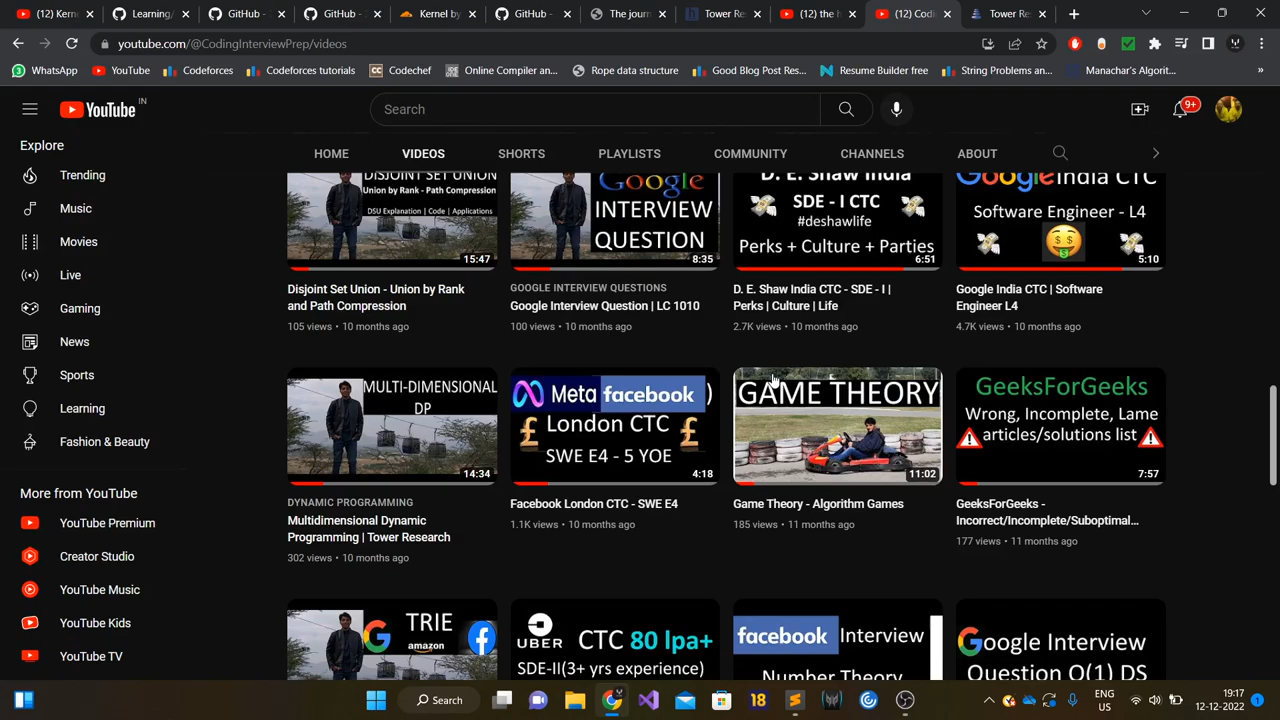 (12) Kern
Learning/
GitHub -
GitHub -
Kernel by
GitHub -
The journ
Tower Res
(12) the h
(12) Codi
Tower Res
youtube.com/@CodingInterviewPrep/videos
WhatsApp
YouTube
Codeforces
Codeforces tutorials
Codechef
Online Compiler an...
Rope data structure
Good Blog Post Res...
Resume Builder free
String Problems an...
Manachar's Algorit...
YouTube IN
Search
9+
Explore
Trending
Music
Movies
Live
Gaming
News
Sports
Learning
Fashion & Beauty
More from YouTube
YouTube Premium
Creator Studio
YouTube Music
YouTube Kids
YouTube TV
HOME
VIDEOS
SHORTS
PLAYLISTS
COMMUNITY
CHANNELS
ABOUT
DISJOINT SET UNION
Union by Rank - Path Compression
DSU Explanation | Code | Applications
15:47
Disjoint Set Union - Union by Rank
and Path Compression
105 views • 10 months ago
Google
INTERVIEW
QUESTION
8:35
GOOGLE INTERVIEW QUESTIONS
Google Interview Question | LC 1010
100 views • 10 months ago
D. E. Shaw India
SDE - I CTC
#deshawlife
Perks + Culture + Parties
6:51
D. E. Shaw India CTC - SDE - I |
Perks | Culture | Life
2.7K views • 10 months ago
Google India CTC
Software Engineer - L4
5:10
Google India CTC | Software
Engineer L4
4.7K views • 10 months ago
MULTI-DIMENSIONAL
DP
14:34
DYNAMIC PROGRAMMING
Multidimensional Dynamic
Programming | Tower Research
302 views • 10 months ago
Meta facebook )
£ London CTC £
SWE E4 - 5 YOE
4:18
Facebook London CTC - SWE E4
1.1K views • 10 months ago
GAME THEORY
11:02
Game Theory - Algorithm Games
185 views • 11 months ago
GeeksForGeeks
Wrong, Incomplete, Lame
articles/solutions list
7:57
GeeksForGeeks -
Incorrect/Incomplete/Suboptimal...
177 views • 11 months ago
TRIE
amazon
UBER
CTC 80 lpa+
SDE-II(3+ yrs experience)
facebook Interview
Number Theory
Google Interview
Question O(1) DS
Search
18
ENG
US
19:17
12-12-2022
1